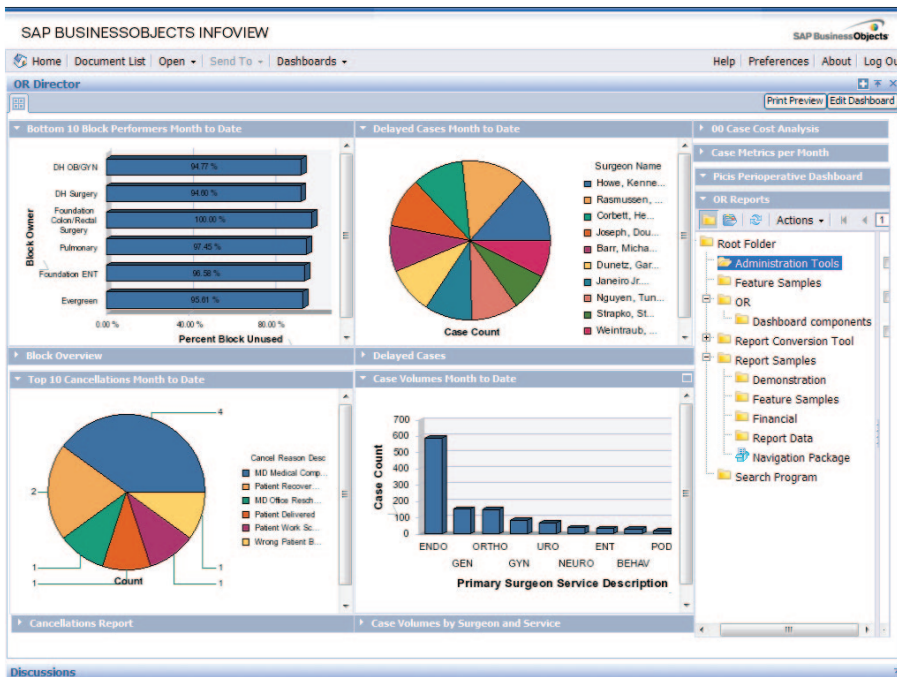 SAP BUSINESSOBJECTS INFOVIEW
SAP BusinessObjects
Home Document List Open Send To Dashboards Help Preferences About Log Ou
OR Director
Print Preview Edit Dashboard
Bottom 10 Block Performers Month to Date
DH OB/GYN 94.77 %
DH Surgery 94.60 %
Foundation
Colon/Rectal
Surgery
100.00 %
Pulmonary 97.45 %
Foundation ENT 96.58 %
Evergreen 95.61 %
Block Owner
0.00 % 40.00 % 80.00 %
Percent Block Unused
Block Overview
Delayed Cases Month to Date
Surgeon Name
Howe, Kenne...
Rasmussen, ...
Corbett, He...
Joseph, Dou...
Barr, Micha...
Dunetz, Gar...
Janeiro Jr....
Nguyen, Tun...
Strapko, St...
Weintraub, ...
Case Count
Delayed Cases
Top 10 Cancellations Month to Date
4
2
1
1
1
1
Count
Cancel Reason Desc
MD Medical Comp...
Patient Recover...
MD Office Resch...
Patient Delivered
Patient Work Sc...
Wrong Patient B...
Cancellations Report
Case Volumes Month to Date
Case Count
700
600
500
400
300
200
100
0
ENDO ORTHO URO ENT POD
GEN GYN NEURO BEHAV
Primary Surgeon Service Description
Case Volumes by Surgeon and Service
00 Case Cost Analysis
Case Metrics per Month
Picis Perioperative Dashboard
OR Reports
Actions 1
Root Folder
Administration Tools
Feature Samples
OR
Dashboard components
Report Conversion Tool
Report Samples
Demonstration
Feature Samples
Financial
Report Data
Navigation Package
Search Program
Discussions